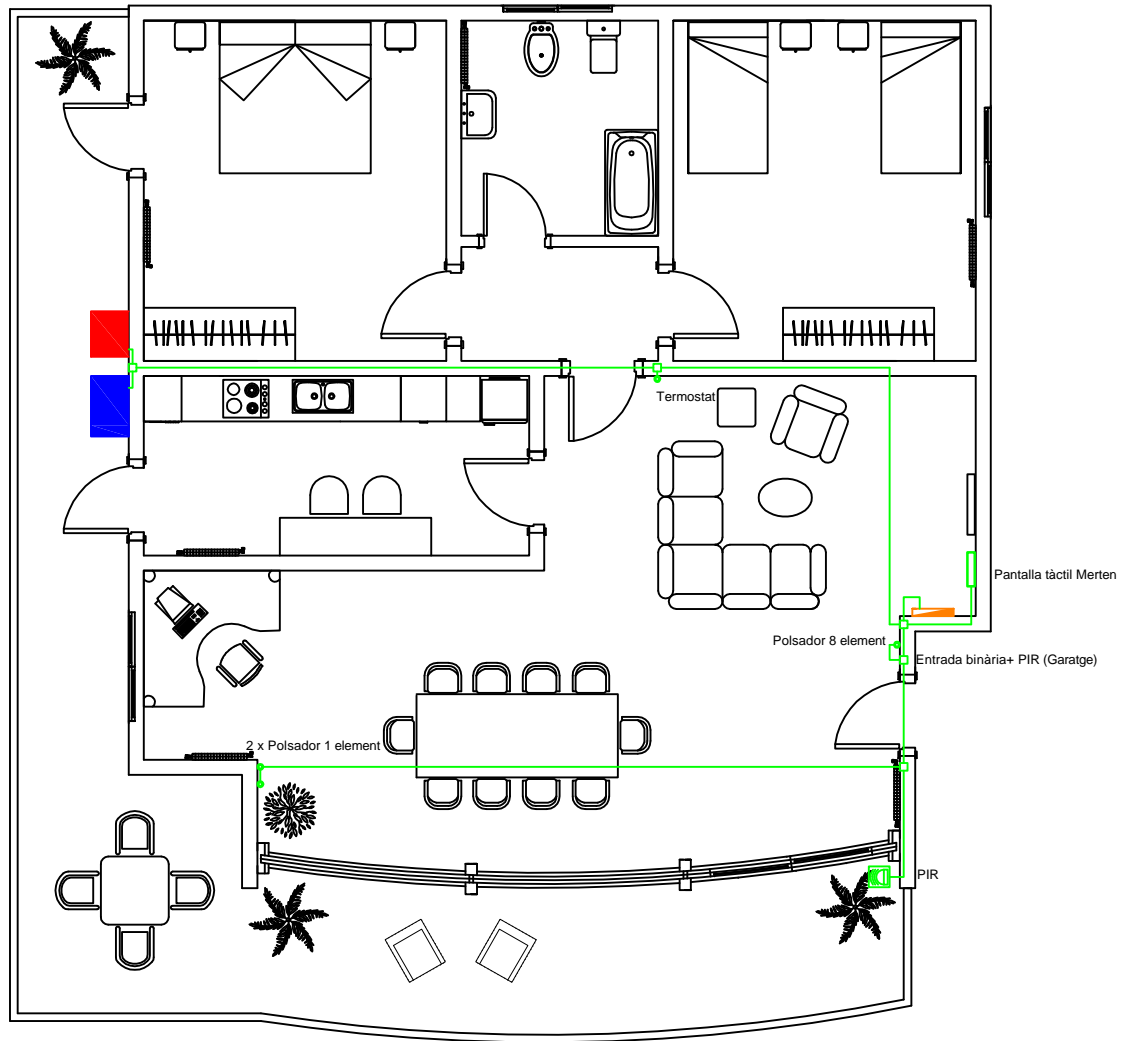 Termostat
Pantalla tàctil Merten
Polsador 8 element
Entrada binària+ PIR (Garatge)
2 x Polsador 1 element
PIR